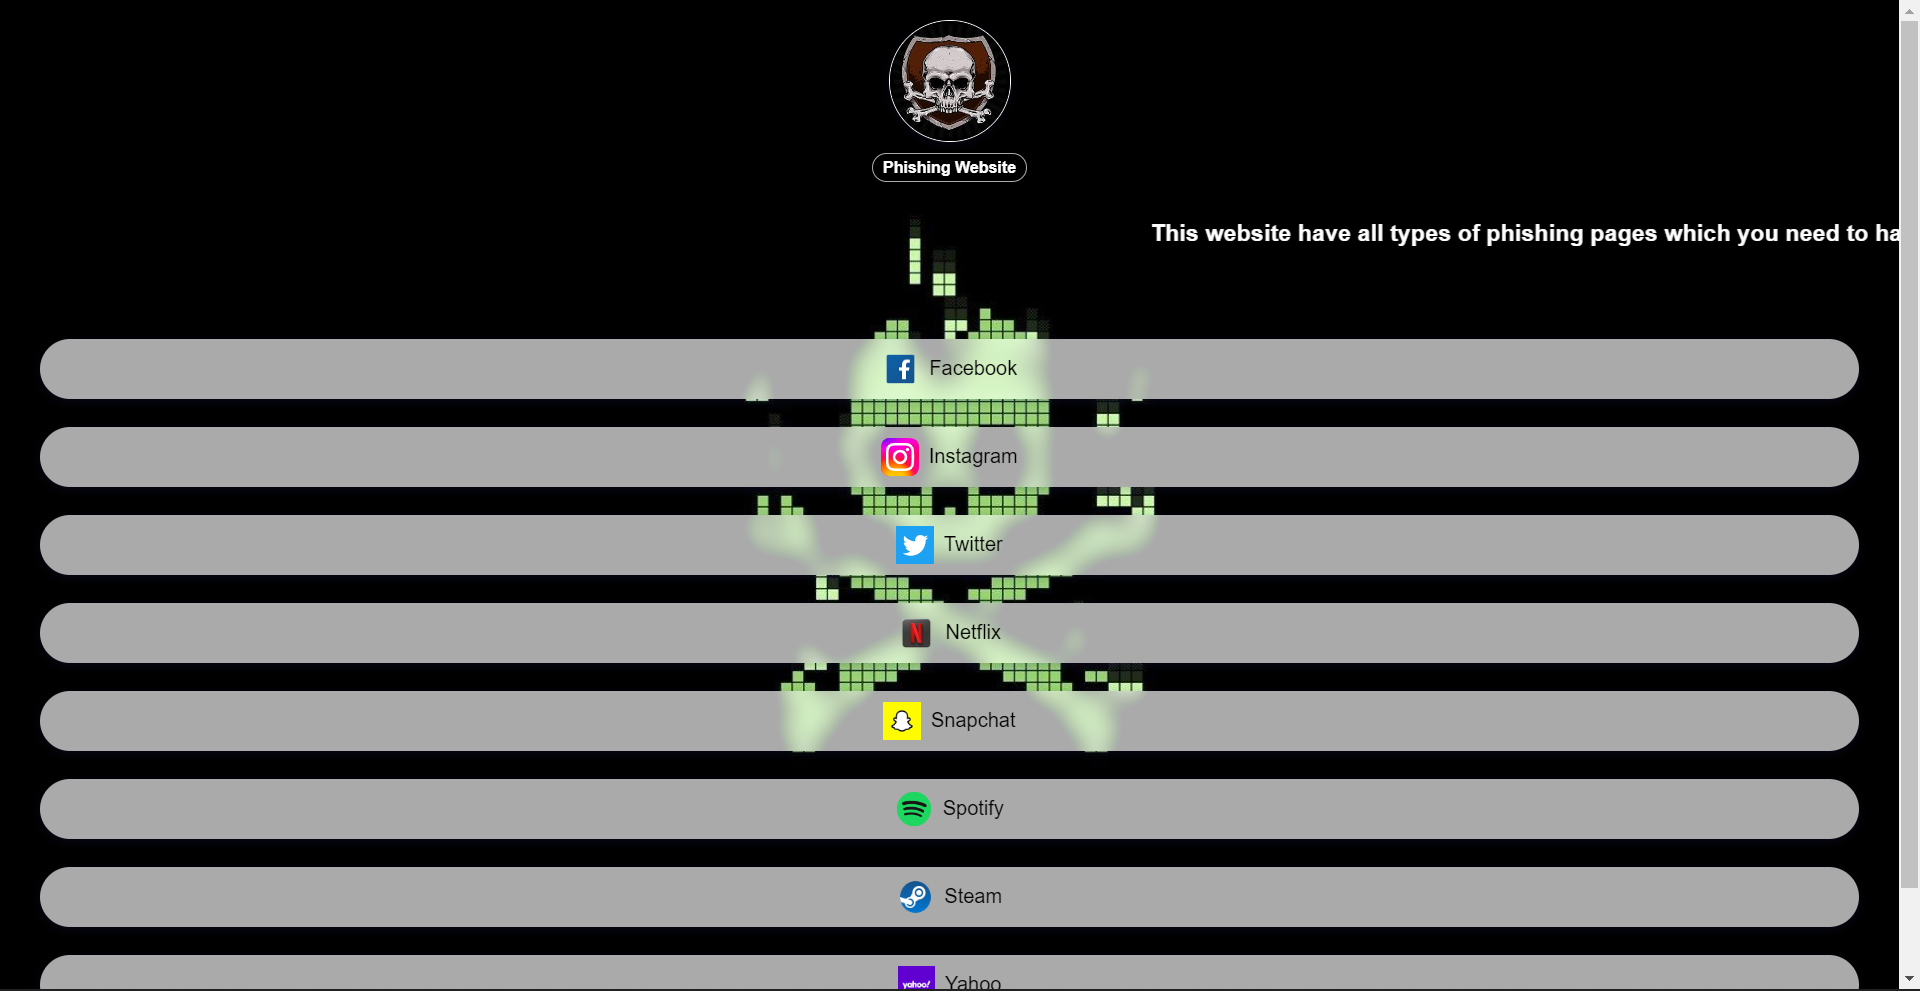 Phishing Website
This website have all types of phishing pages which you need to ha
Facebook
Instagram
Twitter
Netflix
Snapchat
Spotify
Steam
yahoo! Yahoo